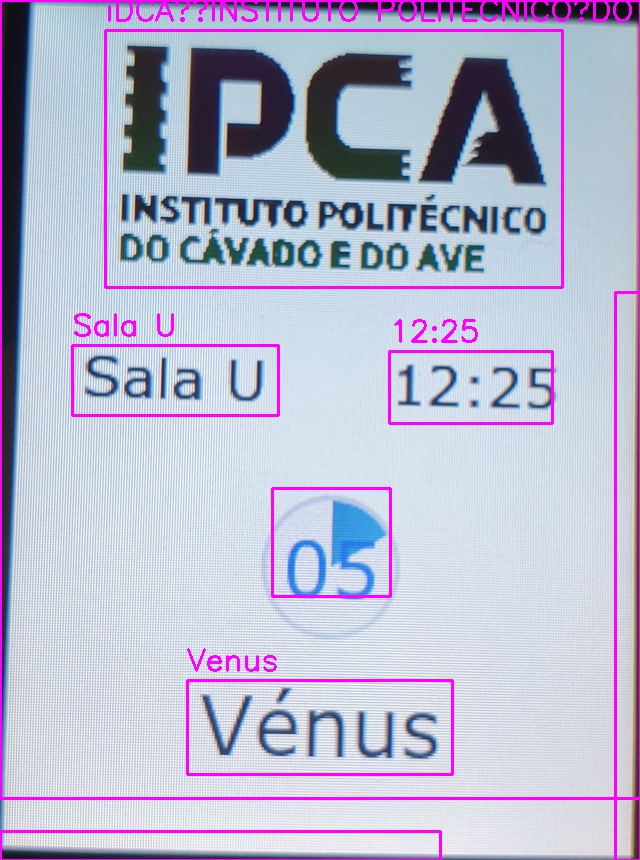 IDCA??INSTITUTO POLITECNICO?DO
IPCA
INSTITUTO POLITÉCNICO
DO CÁVADO E DO AVE
Sala U
12:25
Sala U
12:25
05
Venus
Vénus